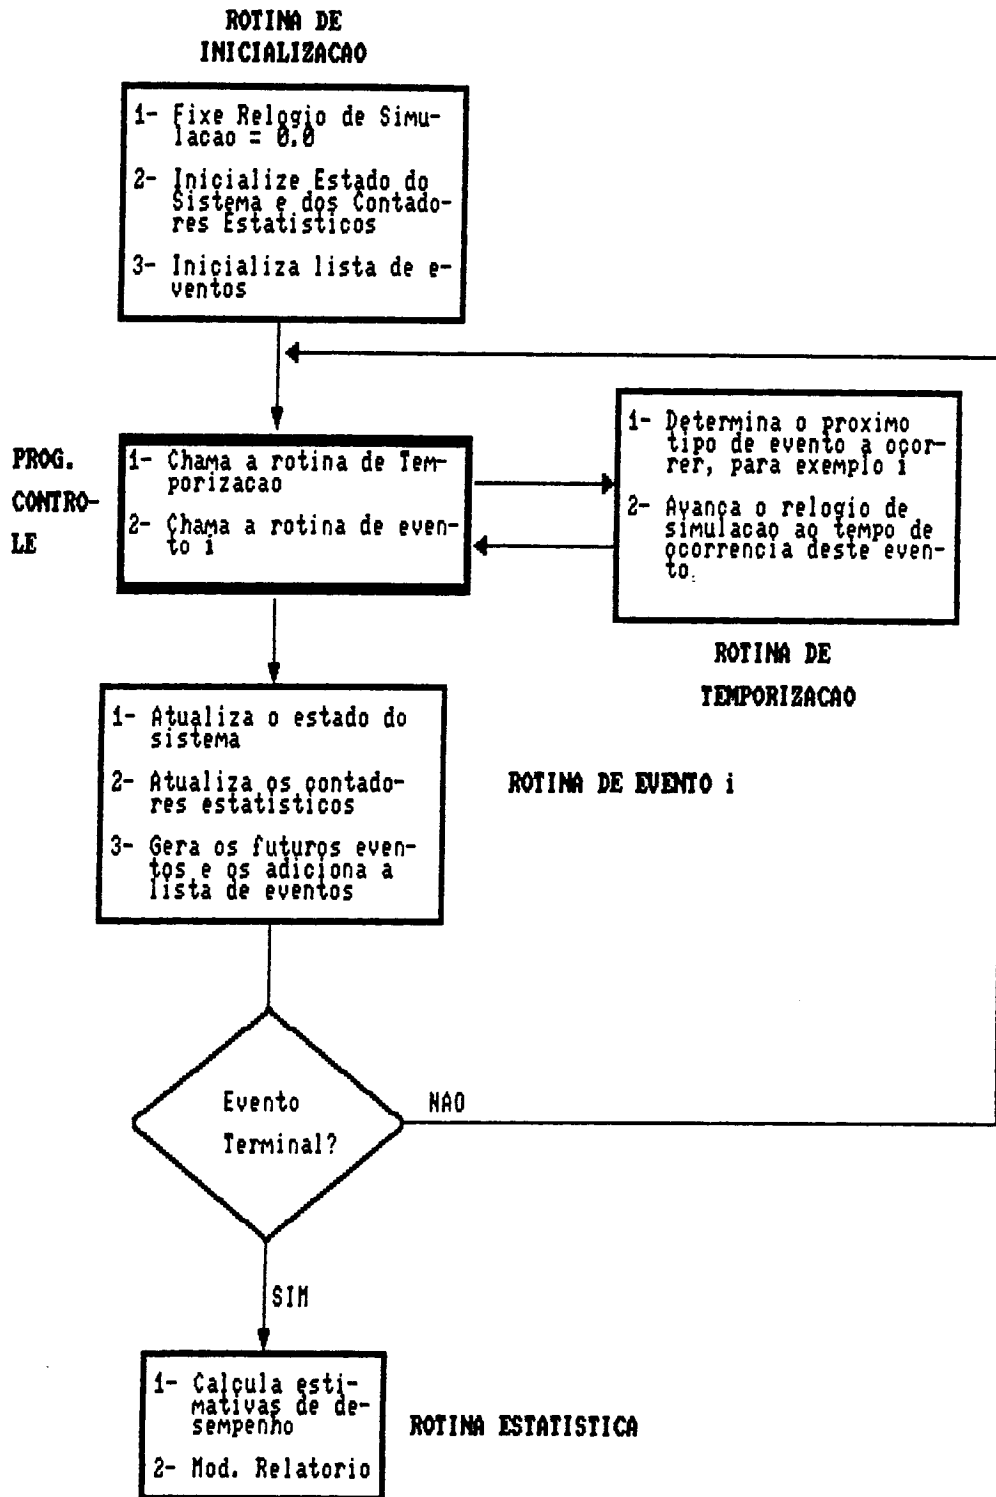 ROTINA DE
INICIALIZACAO
1- Fixe Relogio de Simu-
lacao = 0.0
2- Inicialize Estado do
Sistema e dos Contado-
res Estatisticos
3- Inicializa lista de e-
ventos
PROG.
CONTRO-
LE
1- Chama a rotina de Tem-
porizacao
2- Chama a rotina de even-
to i
1- Determina o proximo
tipo de evento a ocor-
rer, para exemplo i
2- Avança o relogio de
simulacao ao tempo de
ocorrencia deste even-
to.
ROTINA DE
TEMPORIZACAO
1- Atualiza o estado do
sistema
2- Atualiza os contado-
res estatisticos
3- Gera os futuros even-
tos e os adiciona a
lista de eventos
ROTINA DE EVENTO i
Evento
Terminal?
NAO
SIM
1- Calcula esti-
mativas de de-
sempenho
2- Mod. Relatorio
ROTINA ESTATISTICA